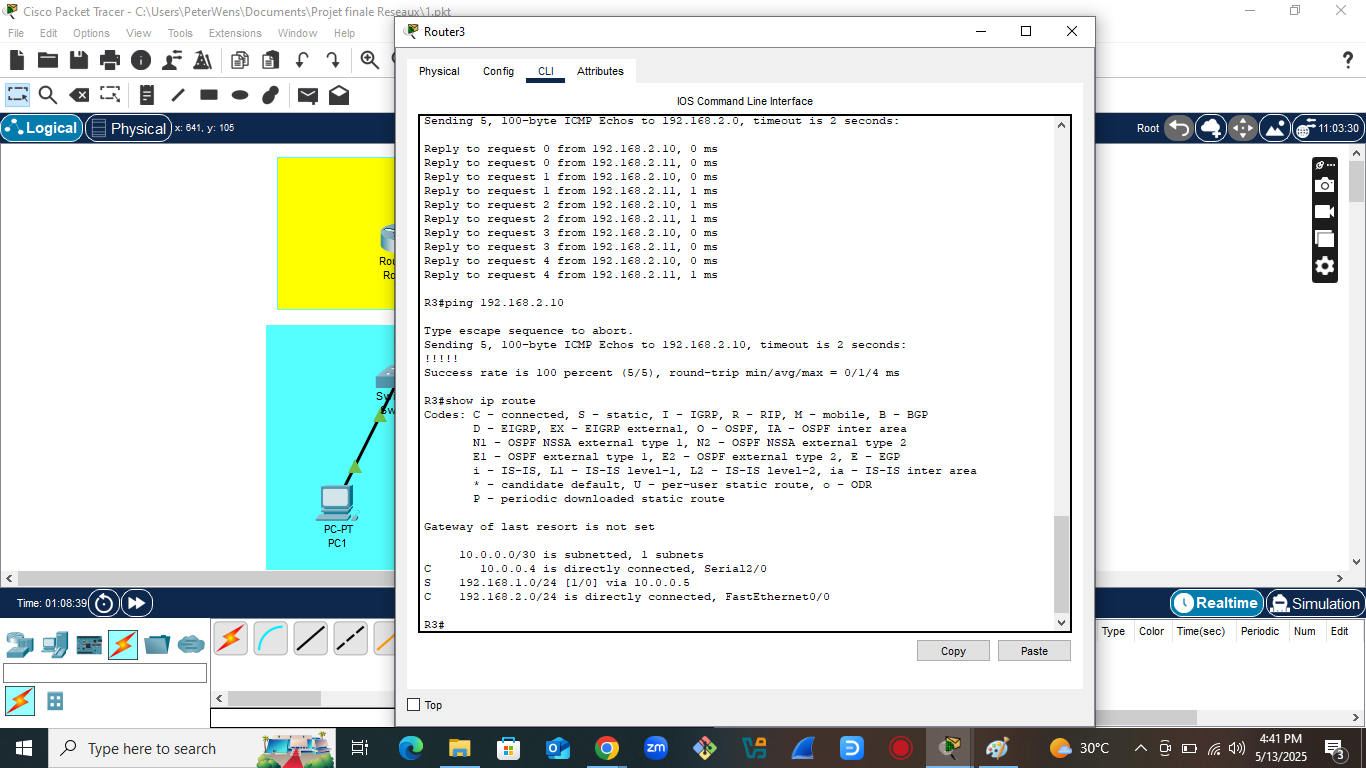 Cisco Packet Tracer - C:\Users\PeterWens\Documents\Projet finale Reseaux\1.pkt
File Edit Options View Tools Extensions Window Help
Router3
Physical Config CLI Attributes
IOS Command Line Interface
Logical Physical x: 641, y: 105
Root 11:03:30
Sending 5, 100-byte ICMP Echos to 192.168.2.0, timeout is 2 seconds:
Reply to request 0 from 192.168.2.10, 0 ms
Reply to request 0 from 192.168.2.11, 0 ms
Reply to request 1 from 192.168.2.10, 0 ms
Reply to request 1 from 192.168.2.11, 1 ms
Reply to request 2 from 192.168.2.10, 1 ms
Reply to request 2 from 192.168.2.11, 1 ms
Reply to request 3 from 192.168.2.10, 0 ms
Reply to request 3 from 192.168.2.11, 0 ms
Reply to request 4 from 192.168.2.10, 0 ms
Reply to request 4 from 192.168.2.11, 1 ms
R3#ping 192.168.2.10
Type escape sequence to abort.
Sending 5, 100-byte ICMP Echos to 192.168.2.10, timeout is 2 seconds:
!!!!!
Success rate is 100 percent (5/5), round-trip min/avg/max = 0/1/4 ms
R3#show ip route
Codes: C - connected, S - static, I - IGRP, R - RIP, M - mobile, B - BGP
D - EIGRP, EX - EIGRP external, O - OSPF, IA - OSPF inter area
N1 - OSPF NSSA external type 1, N2 - OSPF NSSA external type 2
E1 - OSPF external type 1, E2 - OSPF external type 2, E - EGP
i - IS-IS, L1 - IS-IS level-1, L2 - IS-IS level-2, ia - IS-IS inter area
* - candidate default, U - per-user static route, o - ODR
P - periodic downloaded static route
Gateway of last resort is not set
10.0.0.0/30 is subnetted, 1 subnets
C 10.0.0.4 is directly connected, Serial2/0
S 192.168.1.0/24 [1/0] via 10.0.0.5
C 192.168.2.0/24 is directly connected, FastEthernet0/0
R3#
Copy Paste
Top
Rou
Ro
Sw
Sw
PC-PT
PC1
Time: 01:08:39
Realtime Simulation
Type Color Time(sec) Periodic Num Edit
Type here to search
30°C
4:41 PM
5/13/2025
3